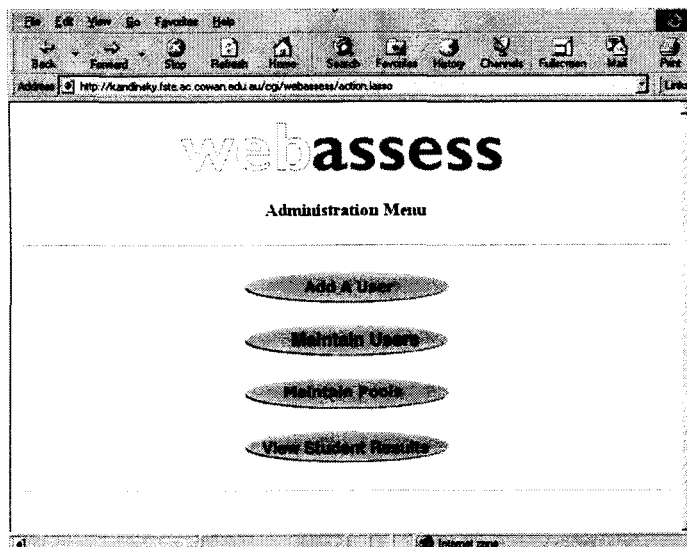 File Edit View Go Favorites Help
Back Forward Stop Refresh Home Search Favorites History Channels Fullscreen Mail Print
Address http://kandinsky.fste.ac.cowan.edu.au/cgi/webassess/action.lasso Links
webassess
Administration Menu
Add A User
Maintain Users
Maintain Pools
View Student Results
Internet zone